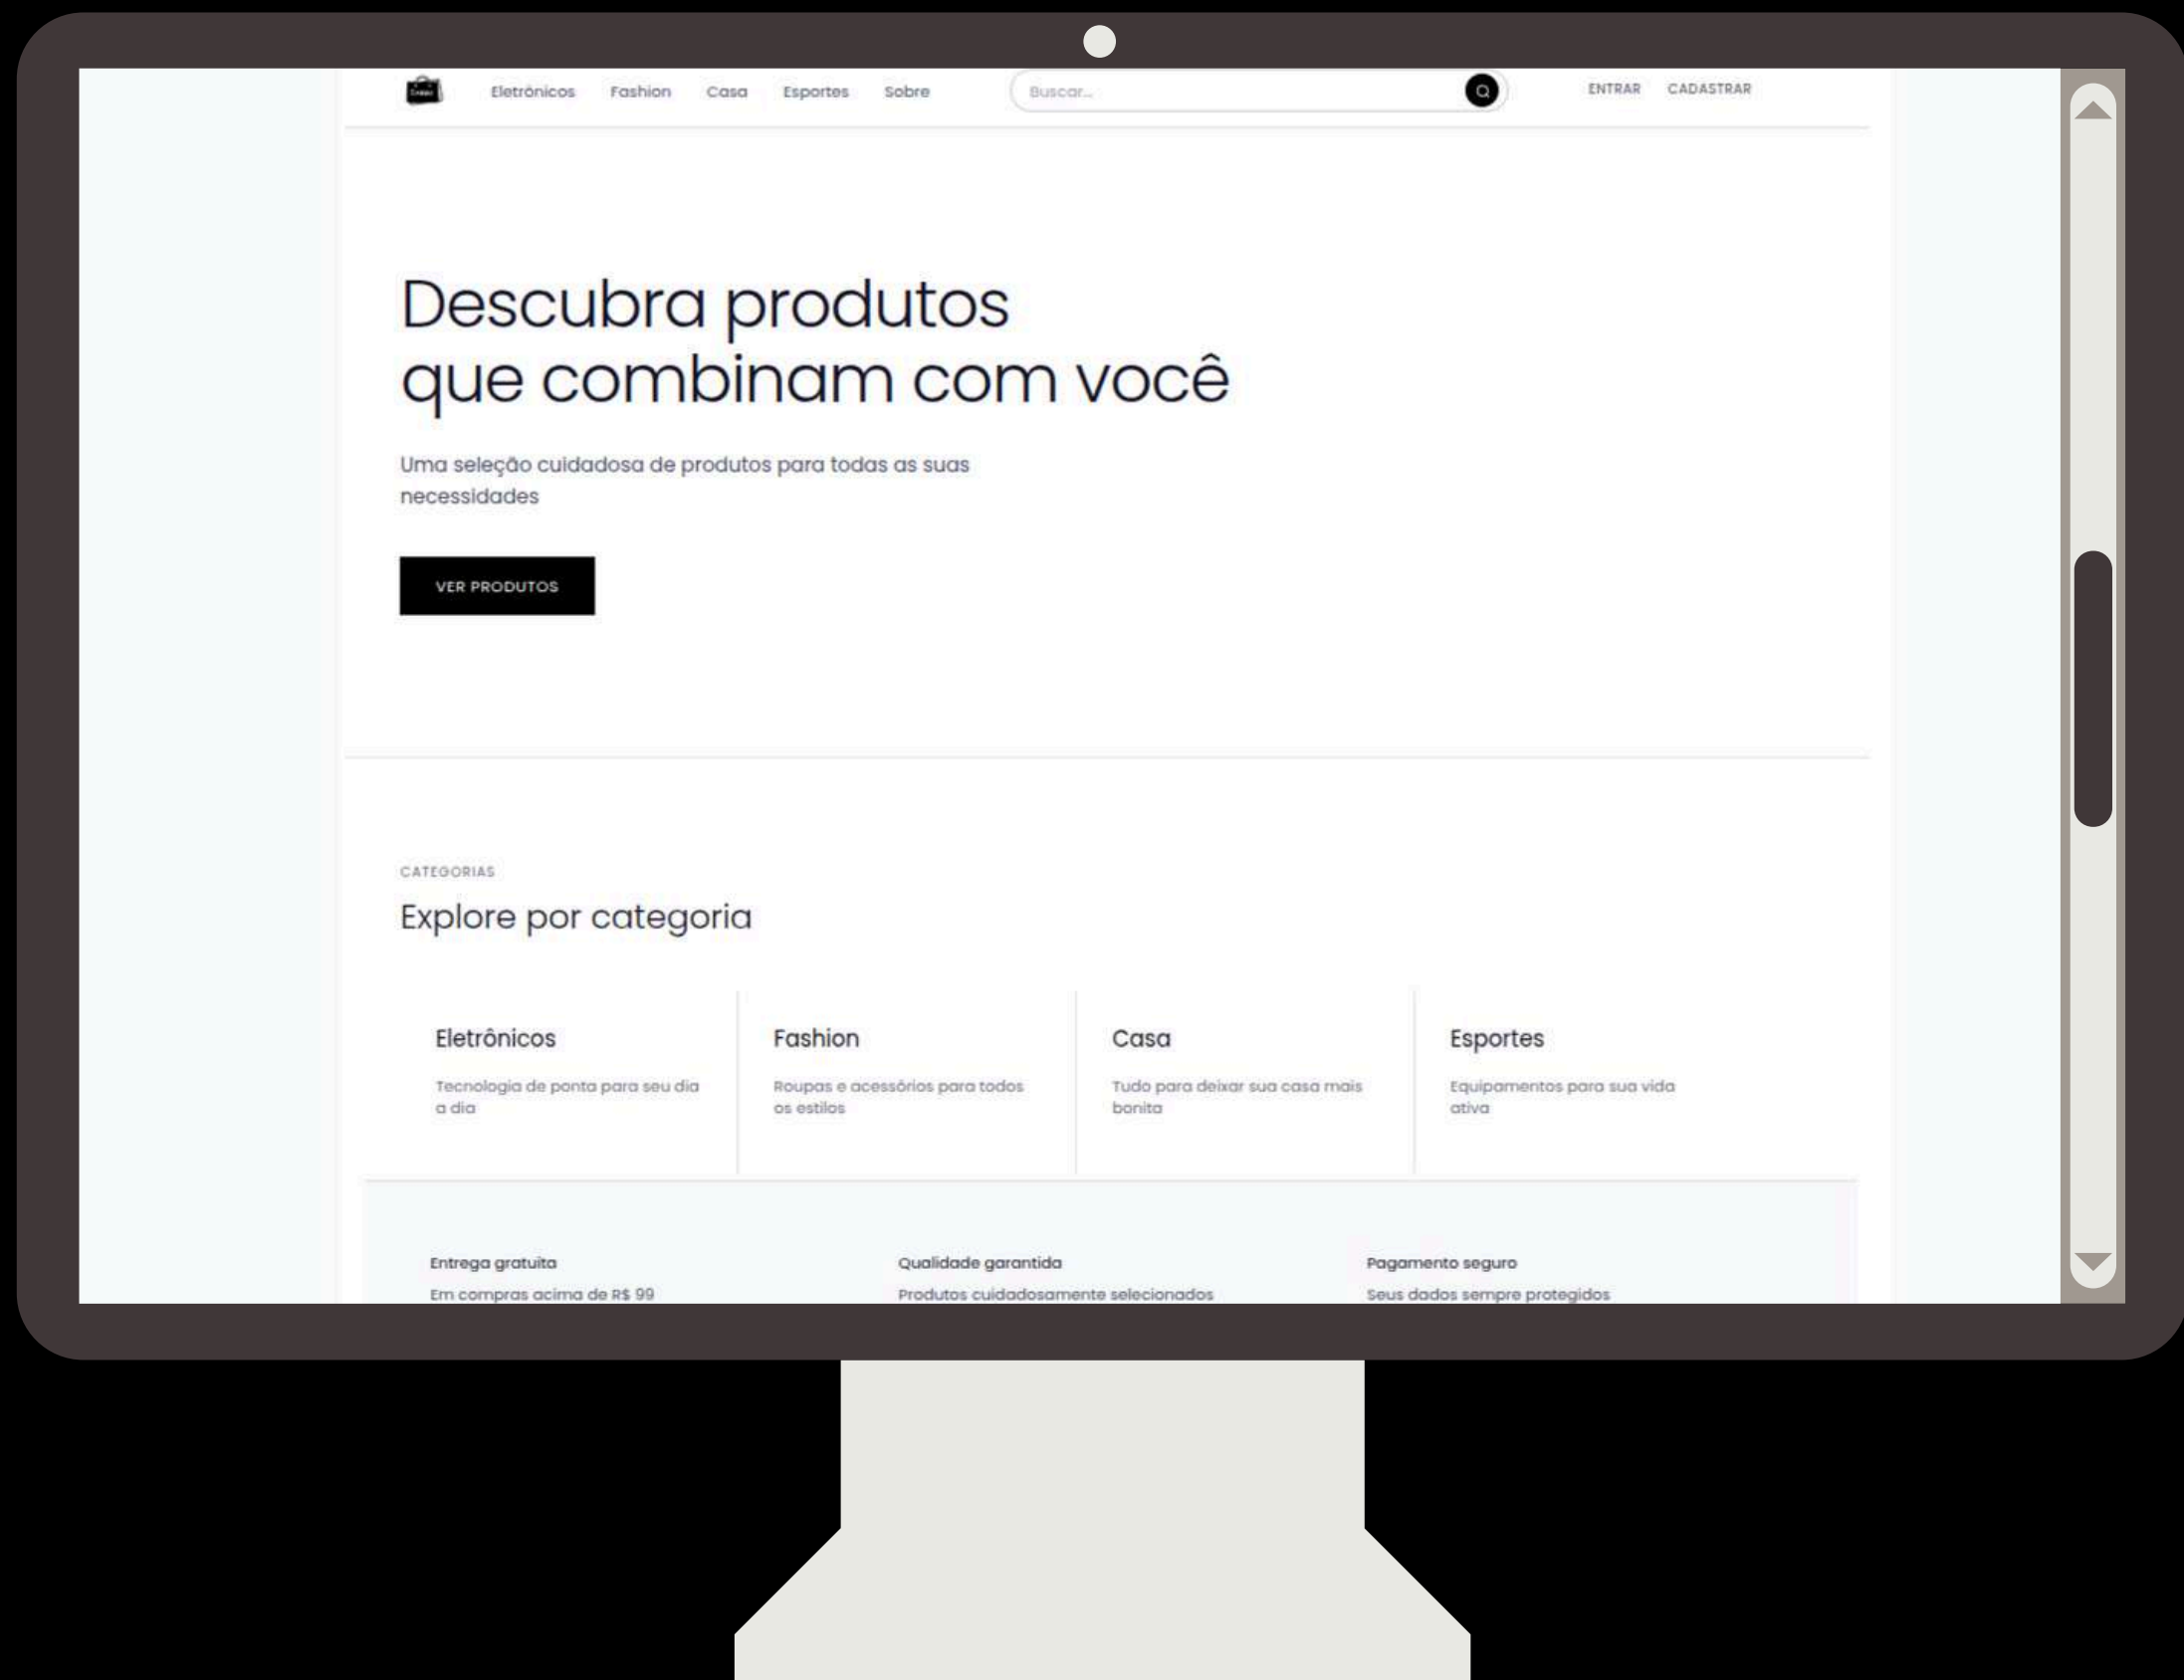 Eletrônicos Fashion Casa Esportes Sobre Buscar... ENTRAR CADASTRAR
Descubra produtos
que combinam com você
Uma seleção cuidadosa de produtos para todas as suas
necessidades
VER PRODUTOS
CATEGORIAS
Explore por categoria
Eletrônicos
Tecnologia de ponta para seu dia
a dia
Fashion
Roupas e acessórios para todos
os estilos
Casa
Tudo para deixar sua casa mais
bonita
Esportes
Equipamentos para sua vida
ativa
Entrega gratuita
Em compras acima de R$ 99
Qualidade garantida
Produtos cuidadosamente selecionados
Pagamento seguro
Seus dados sempre protegidos